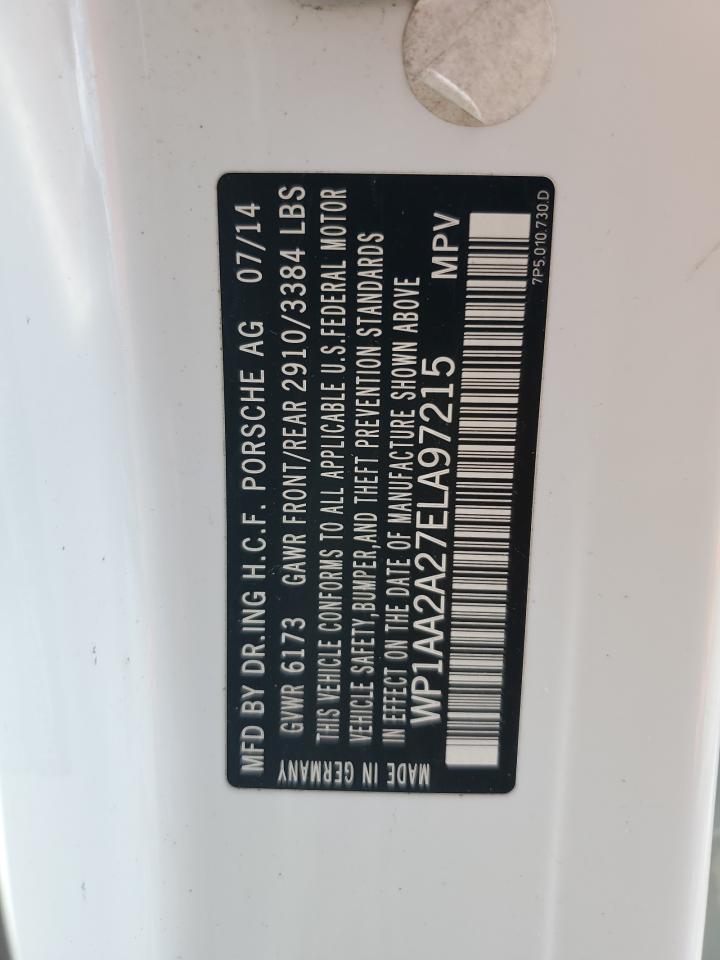 MFD BY DR.ING H.C.F. PORSCHE AG 07/14
GVWR 6173 GAWR FRONT/REAR 2910/3384 LBS
THIS VEHICLE CONFORMS TO ALL APPLICABLE U.S.FEDERAL MOTOR
VEHICLE SAFETY,BUMPER,AND THEFT PREVENTION STANDARDS
IN EFFECT ON THE DATE OF MANUFACTURE SHOWN ABOVE
WP1AA2A27ELA97215 MPV
MADE IN GERMANY
7P5.010.730.D